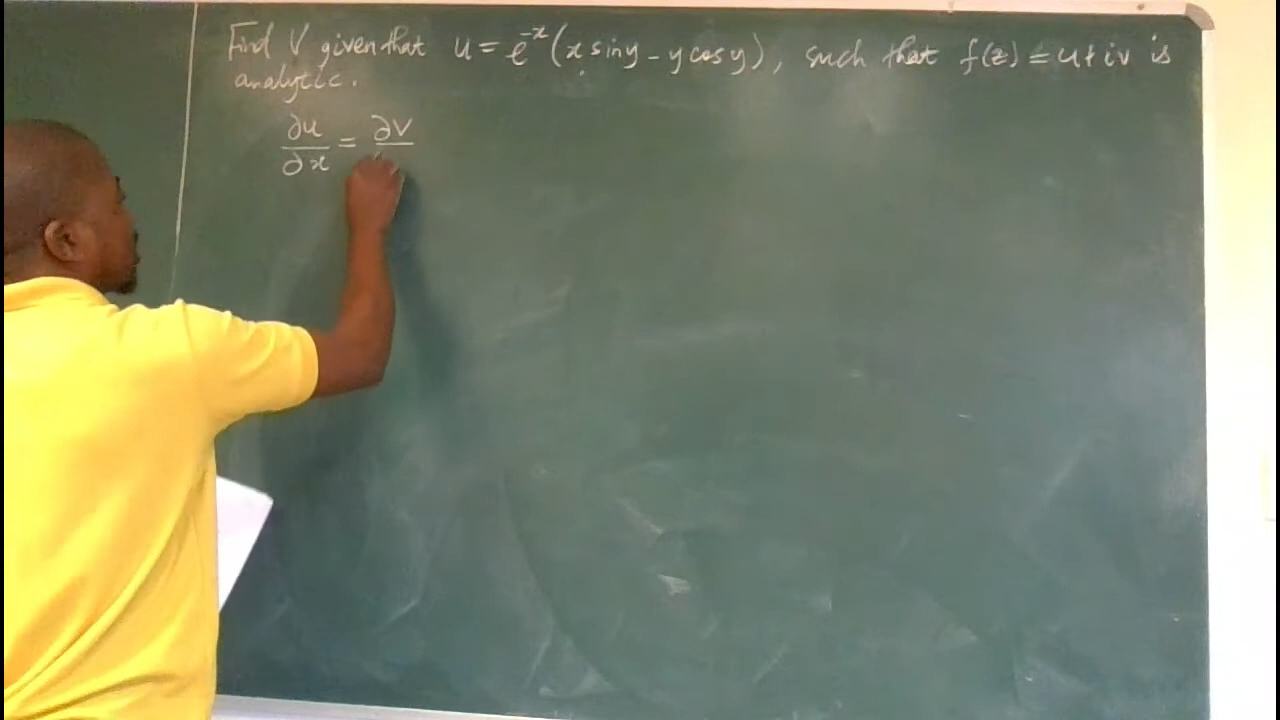 Find V given that u = e^{-x}(x sin y - y cos y), such that f(z) = u + iv is
analytic.
∂u/∂x = ∂V/